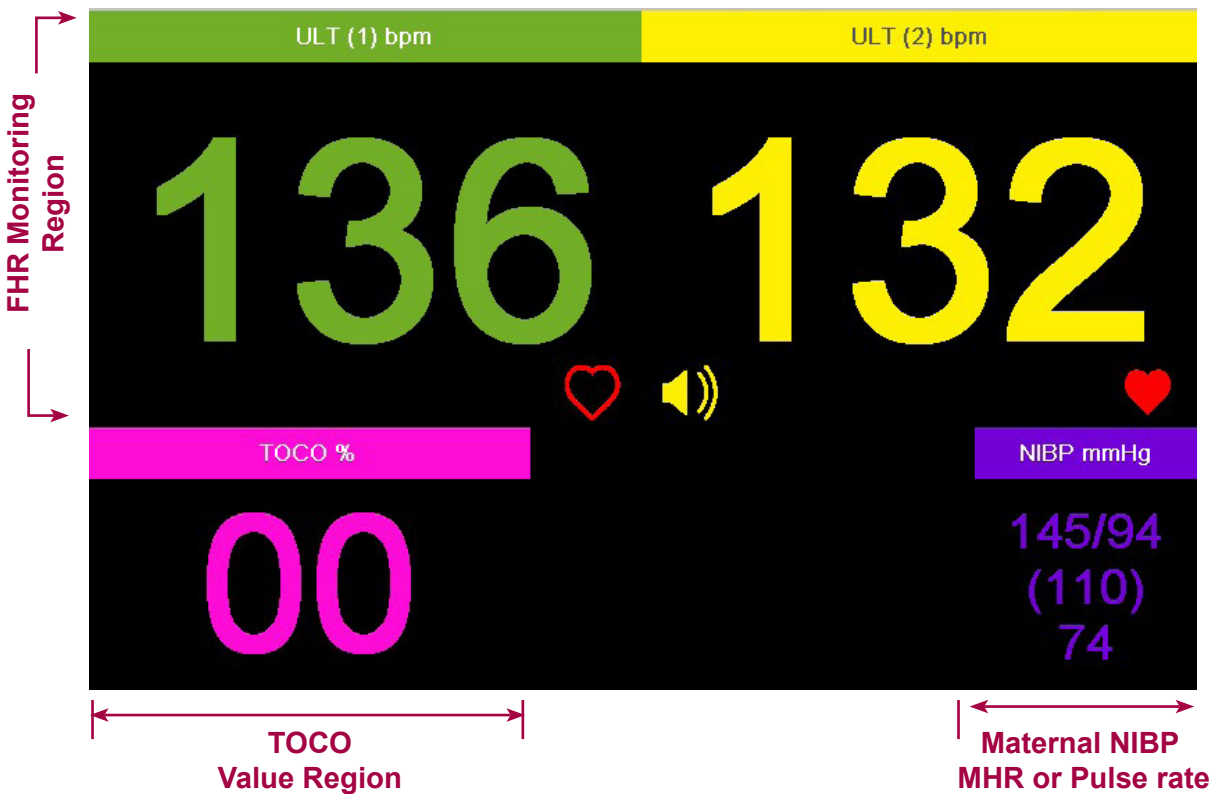 FHR Monitoring
Region
ULT (1) bpm
ULT (2) bpm
136
132
TOCO %
NIBP mmHg
00
145/94
(110)
74
TOCO
Value Region
Maternal NIBP
MHR or Pulse rate